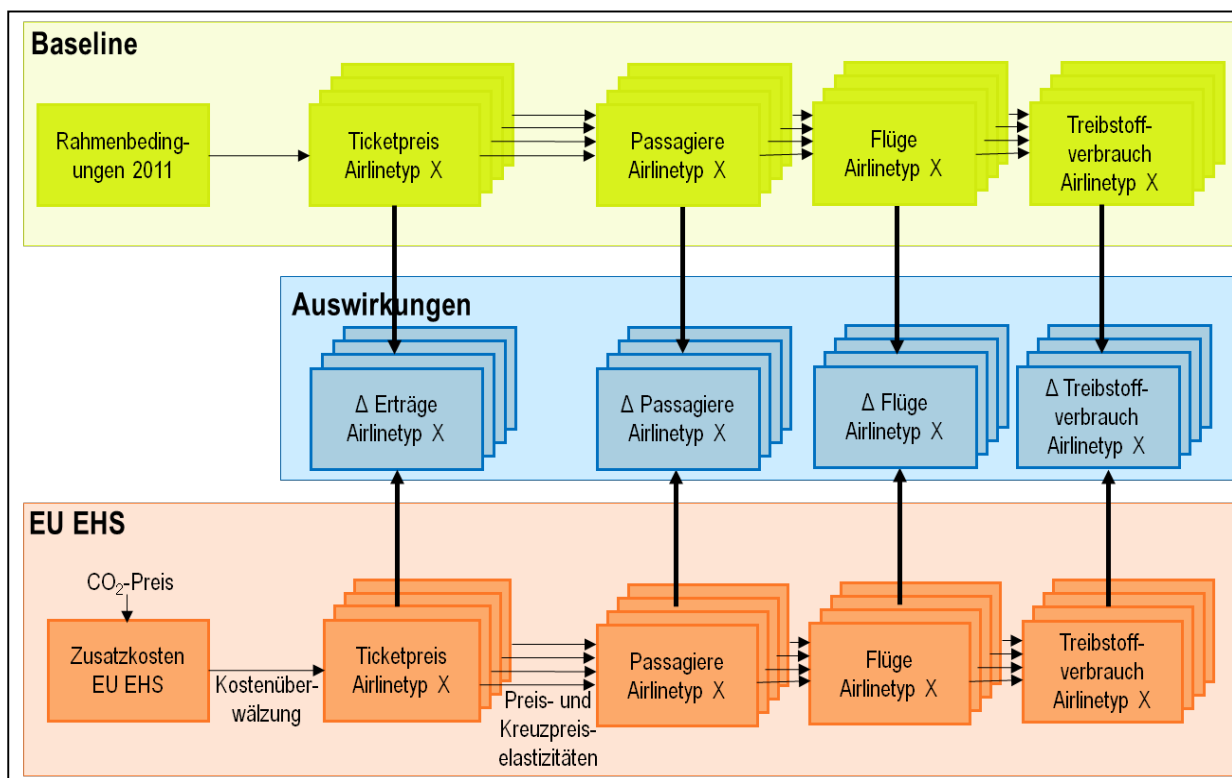 Baseline
Rahmenbeding-
ungen 2011
Ticketpreis
Airlinetyp X
Passagiere
Airlinetyp X
Flüge
Airlinetyp X
Treibstoff-
verbrauch
Airlinetyp X
Auswirkungen
Δ Erträge
Airlinetyp X
Δ Passagiere
Airlinetyp X
Δ Flüge
Airlinetyp X
Δ Treibstoff-
verbrauch
Airlinetyp X
EU EHS
CO₂-Preis
Zusatzkosten
EU EHS
Kostenüber-
wälzung
Ticketpreis
Airlinetyp X
Preis- und
Kreuzpreis-
elastizitäten
Passagiere
Airlinetyp X
Flüge
Airlinetyp X
Treibstoff-
verbrauch
Airlinetyp X